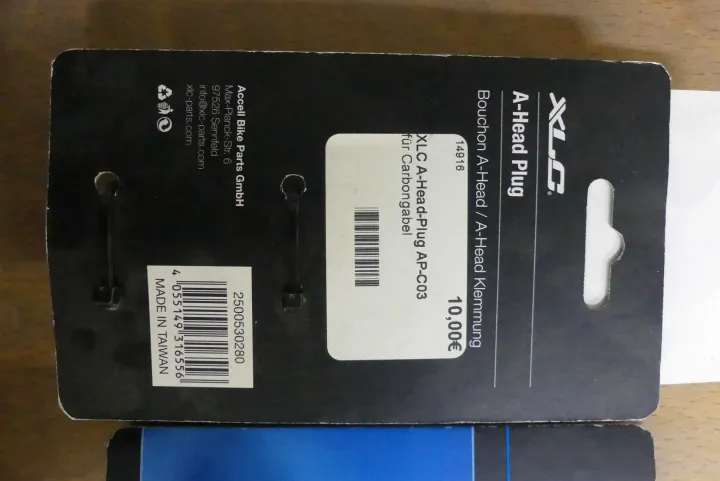 XLC
A-Head Plug
Bouchon A-Head / A-Head Klemmung
14916
10,00€
XLC A-Head-Plug AP-C03
für Carbongabel
Accell Bike Parts GmbH
Max-Planck-Str. 6
97526 Sennfeld
info@xlc-parts.com
xlc-parts.com
2500530280
4 055149 316556
MADE IN TAIWAN